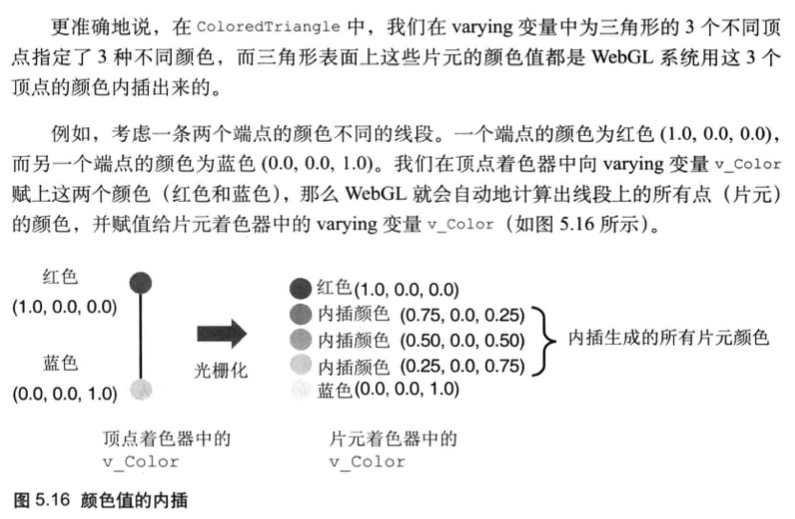 更准确地说，在 ColoredTriangle 中，我们在 varying 变量中为三角形的 3 个不同顶
点指定了 3 种不同颜色，而三角形表面上这些片元的颜色值都是 WebGL 系统用这 3 个
顶点的颜色内插出来的。
例如，考虑一条两个端点的颜色不同的线段。一个端点的颜色为红色 (1.0, 0.0, 0.0)，
而另一个端点的颜色为蓝色 (0.0, 0.0, 1.0)。我们在顶点着色器中向 varying 变量 v_Color
赋上这两个颜色（红色和蓝色），那么 WebGL 就会自动地计算出线段上的所有点（片元）
的颜色，并赋值给片元着色器中的 varying 变量 v_Color（如图 5.16 所示）。
红色
(1.0, 0.0, 0.0)
蓝色
(0.0, 0.0, 1.0)
光栅化
红色(1.0, 0.0, 0.0)
内插颜色 (0.75, 0.0, 0.25)
内插颜色 (0.50, 0.0, 0.50)
内插颜色 (0.25, 0.0, 0.75)
蓝色(0.0, 0.0, 1.0)
内插生成的所有片元颜色
顶点着色器中的
v_Color
片元着色器中的
v_Color
图 5.16 颜色值的内插